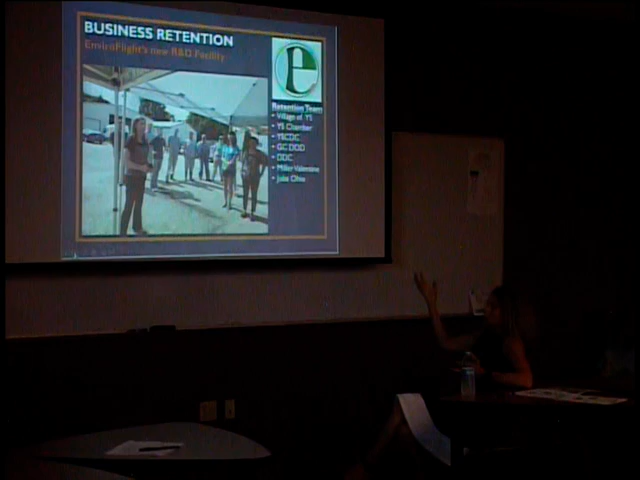 BUSINESS RETENTION
EnviroFlight's new R&D Facility
e
Retention Team
• Village of YS
• YS Chamber
• YSCDC
• GC DOD
• DDC
• Miller Valentine
• Jobs Ohio